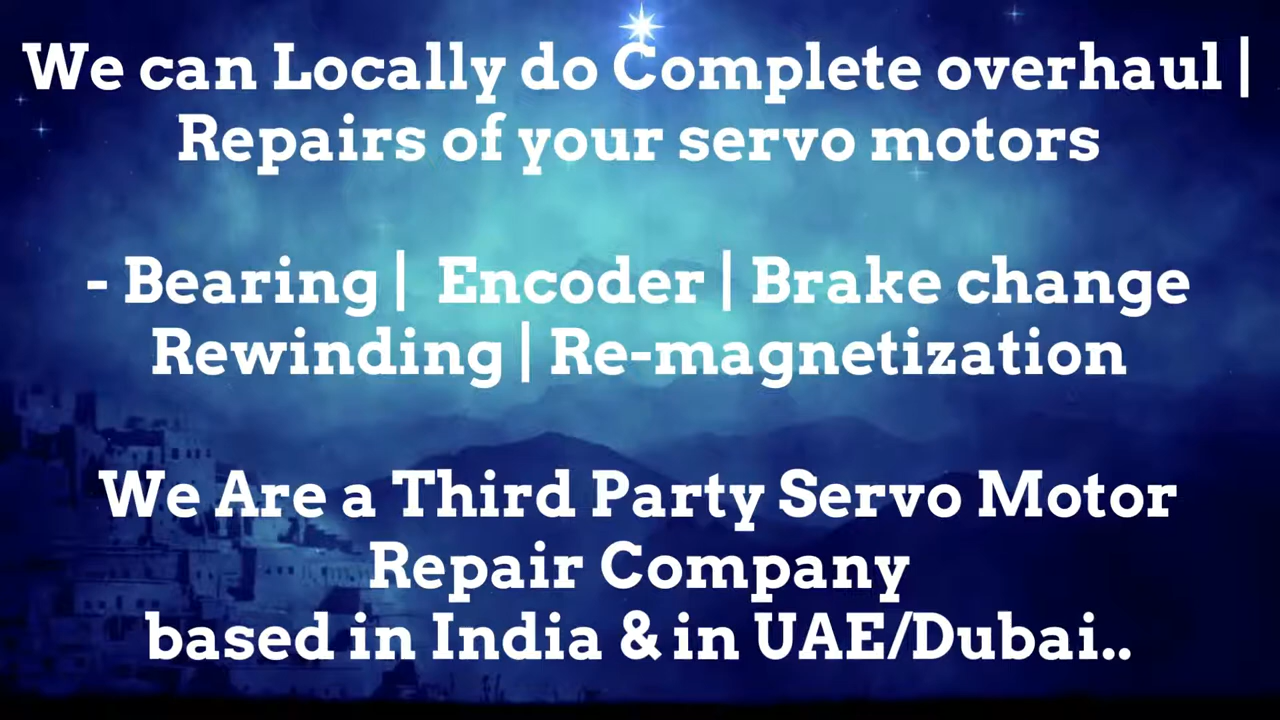 We can Locally do Complete overhaul |
Repairs of your servo motors
- Bearing | Encoder | Brake change
Rewinding | Re-magnetization
We Are a Third Party Servo Motor
Repair Company
based in India & in UAE/Dubai..